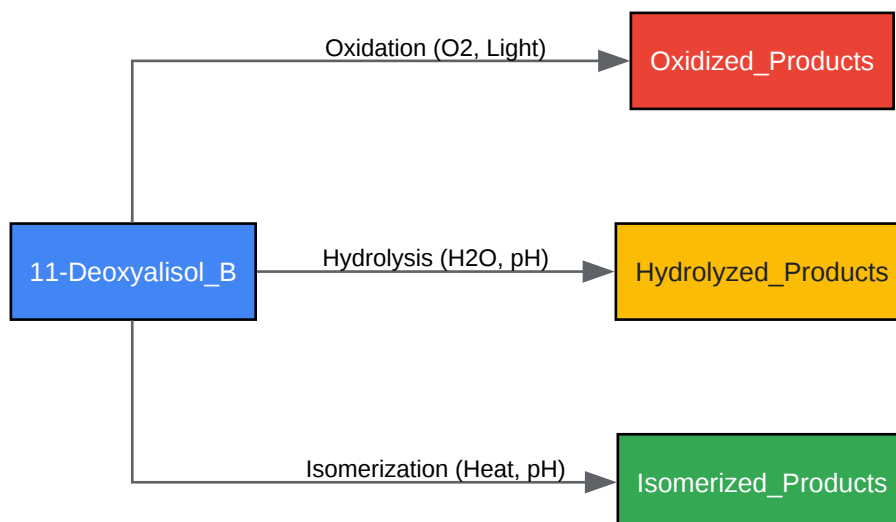 Oxidation (O2, Light)
Oxidized_Products
11-Deoxyalisol_B
Hydrolysis (H2O, pH)
Hydrolyzed_Products
Isomerization (Heat, pH)
Isomerized_Products